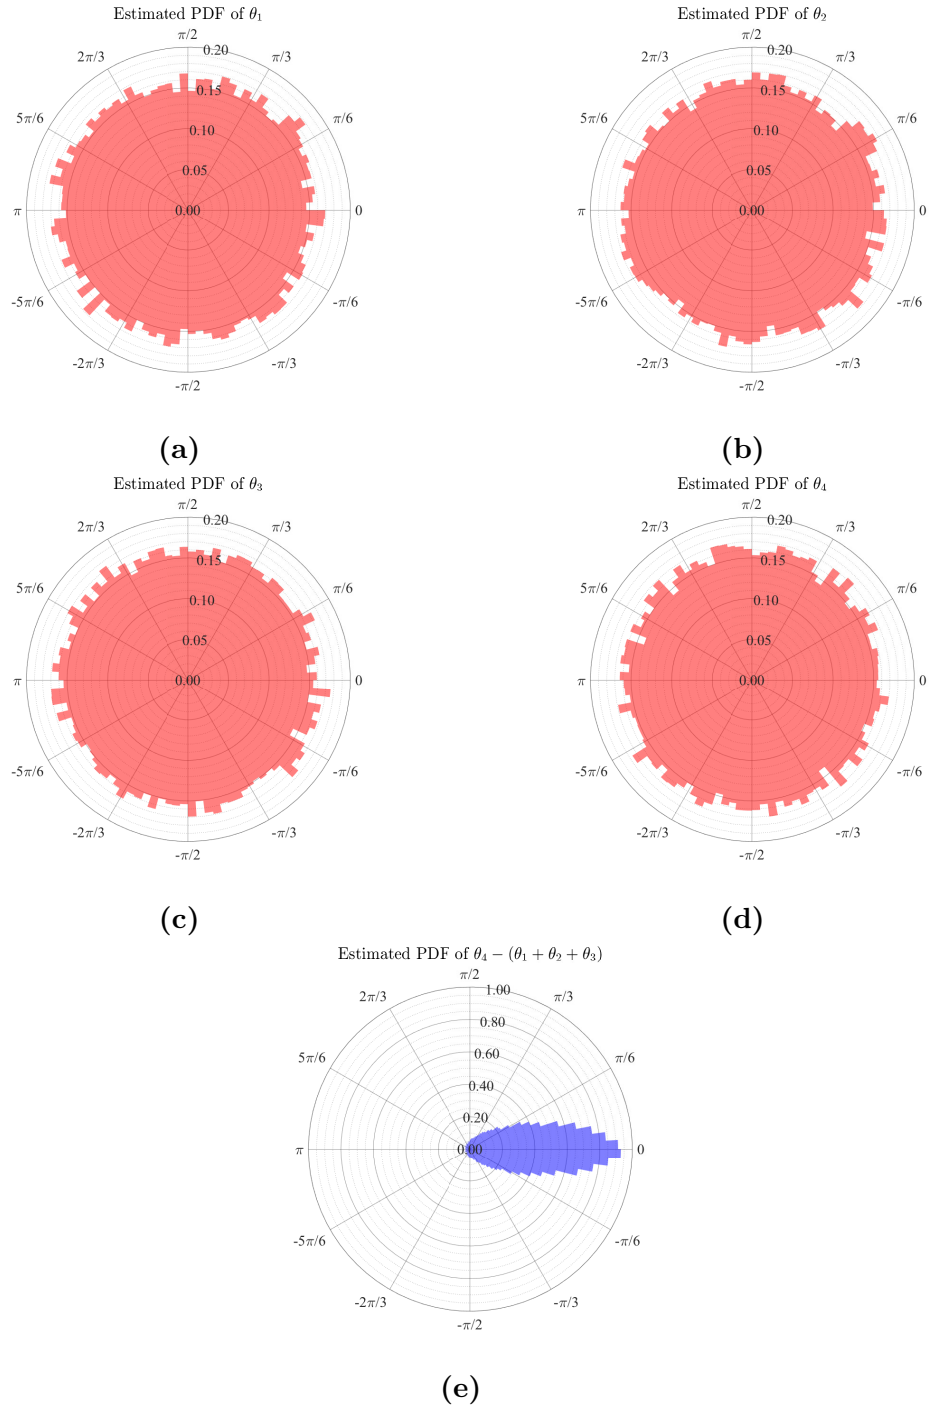 Estimated PDF of θ₁
π/2
0.20
2π/3
π/3
0.15
5π/6
π/6
0.10
0.05
π
0.00
0
-5π/6
-π/6
-2π/3
-π/3
-π/2
(a)
Estimated PDF of θ₂
π/2
0.20
2π/3
π/3
0.15
5π/6
π/6
0.10
0.05
π
0.00
0
-5π/6
-π/6
-2π/3
-π/3
-π/2
(b)
Estimated PDF of θ₃
π/2
0.20
2π/3
π/3
0.15
5π/6
π/6
0.10
0.05
π
0.00
0
-5π/6
-π/6
-2π/3
-π/3
-π/2
(c)
Estimated PDF of θ₄
π/2
0.20
2π/3
π/3
0.15
5π/6
π/6
0.10
0.05
π
0.00
0
-5π/6
-π/6
-2π/3
-π/3
-π/2
(d)
Estimated PDF of θ₄ − (θ₁ + θ₂ + θ₃)
π/2
1.00
2π/3
π/3
0.80
5π/6
π/6
0.60
0.40
0.20
π
0.00
0
-5π/6
-π/6
-2π/3
-π/3
-π/2
(e)